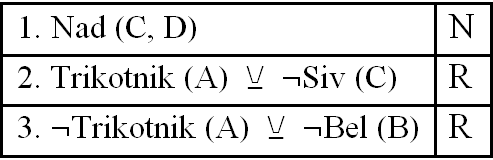 1. Nad (C, D) N
2. Trikotnik (A) ⊻ ¬Siv (C) R
3. ¬Trikotnik (A) ⊻ ¬Bel (B) R